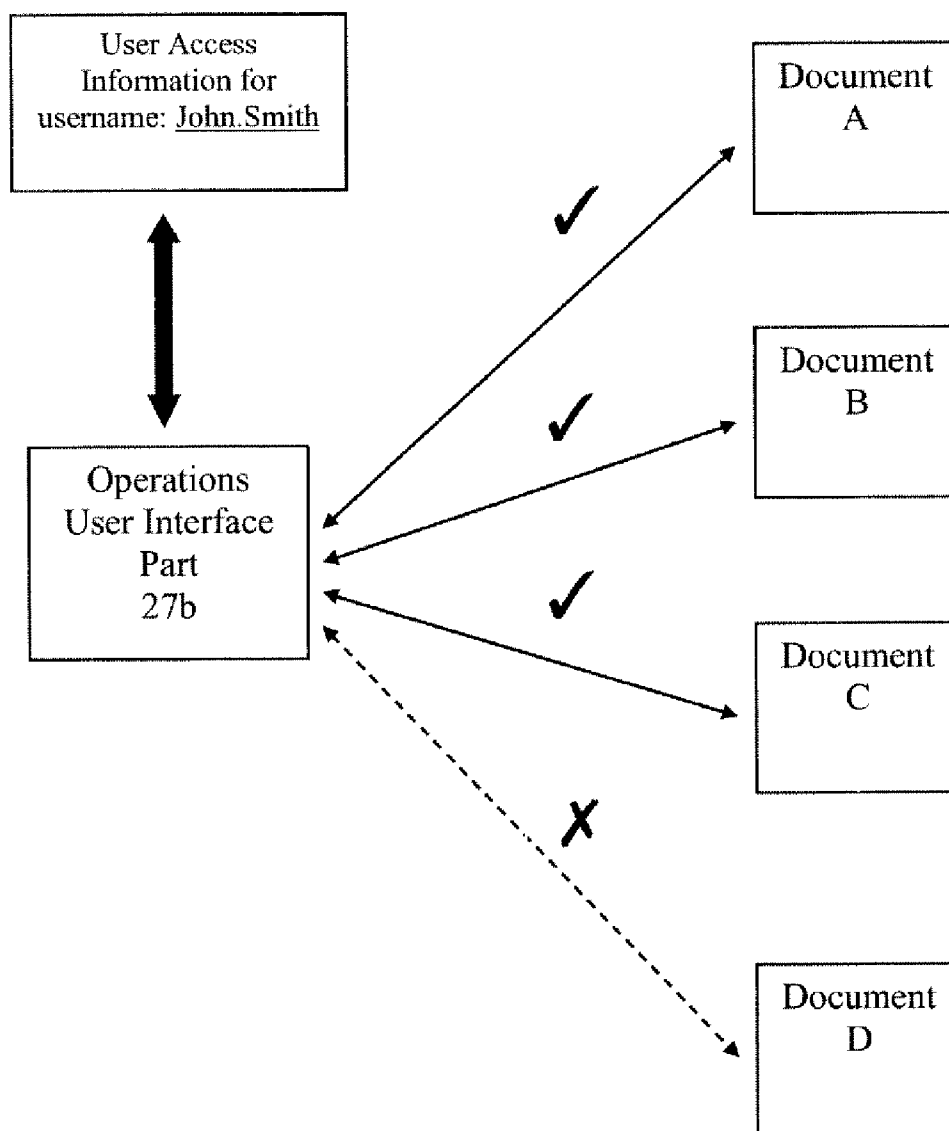 User Access
Information for
username: John.Smith
Document
A
✓
Document
B
✓
Operations
User Interface
Part
27b
✓
Document
C
✗
Document
D